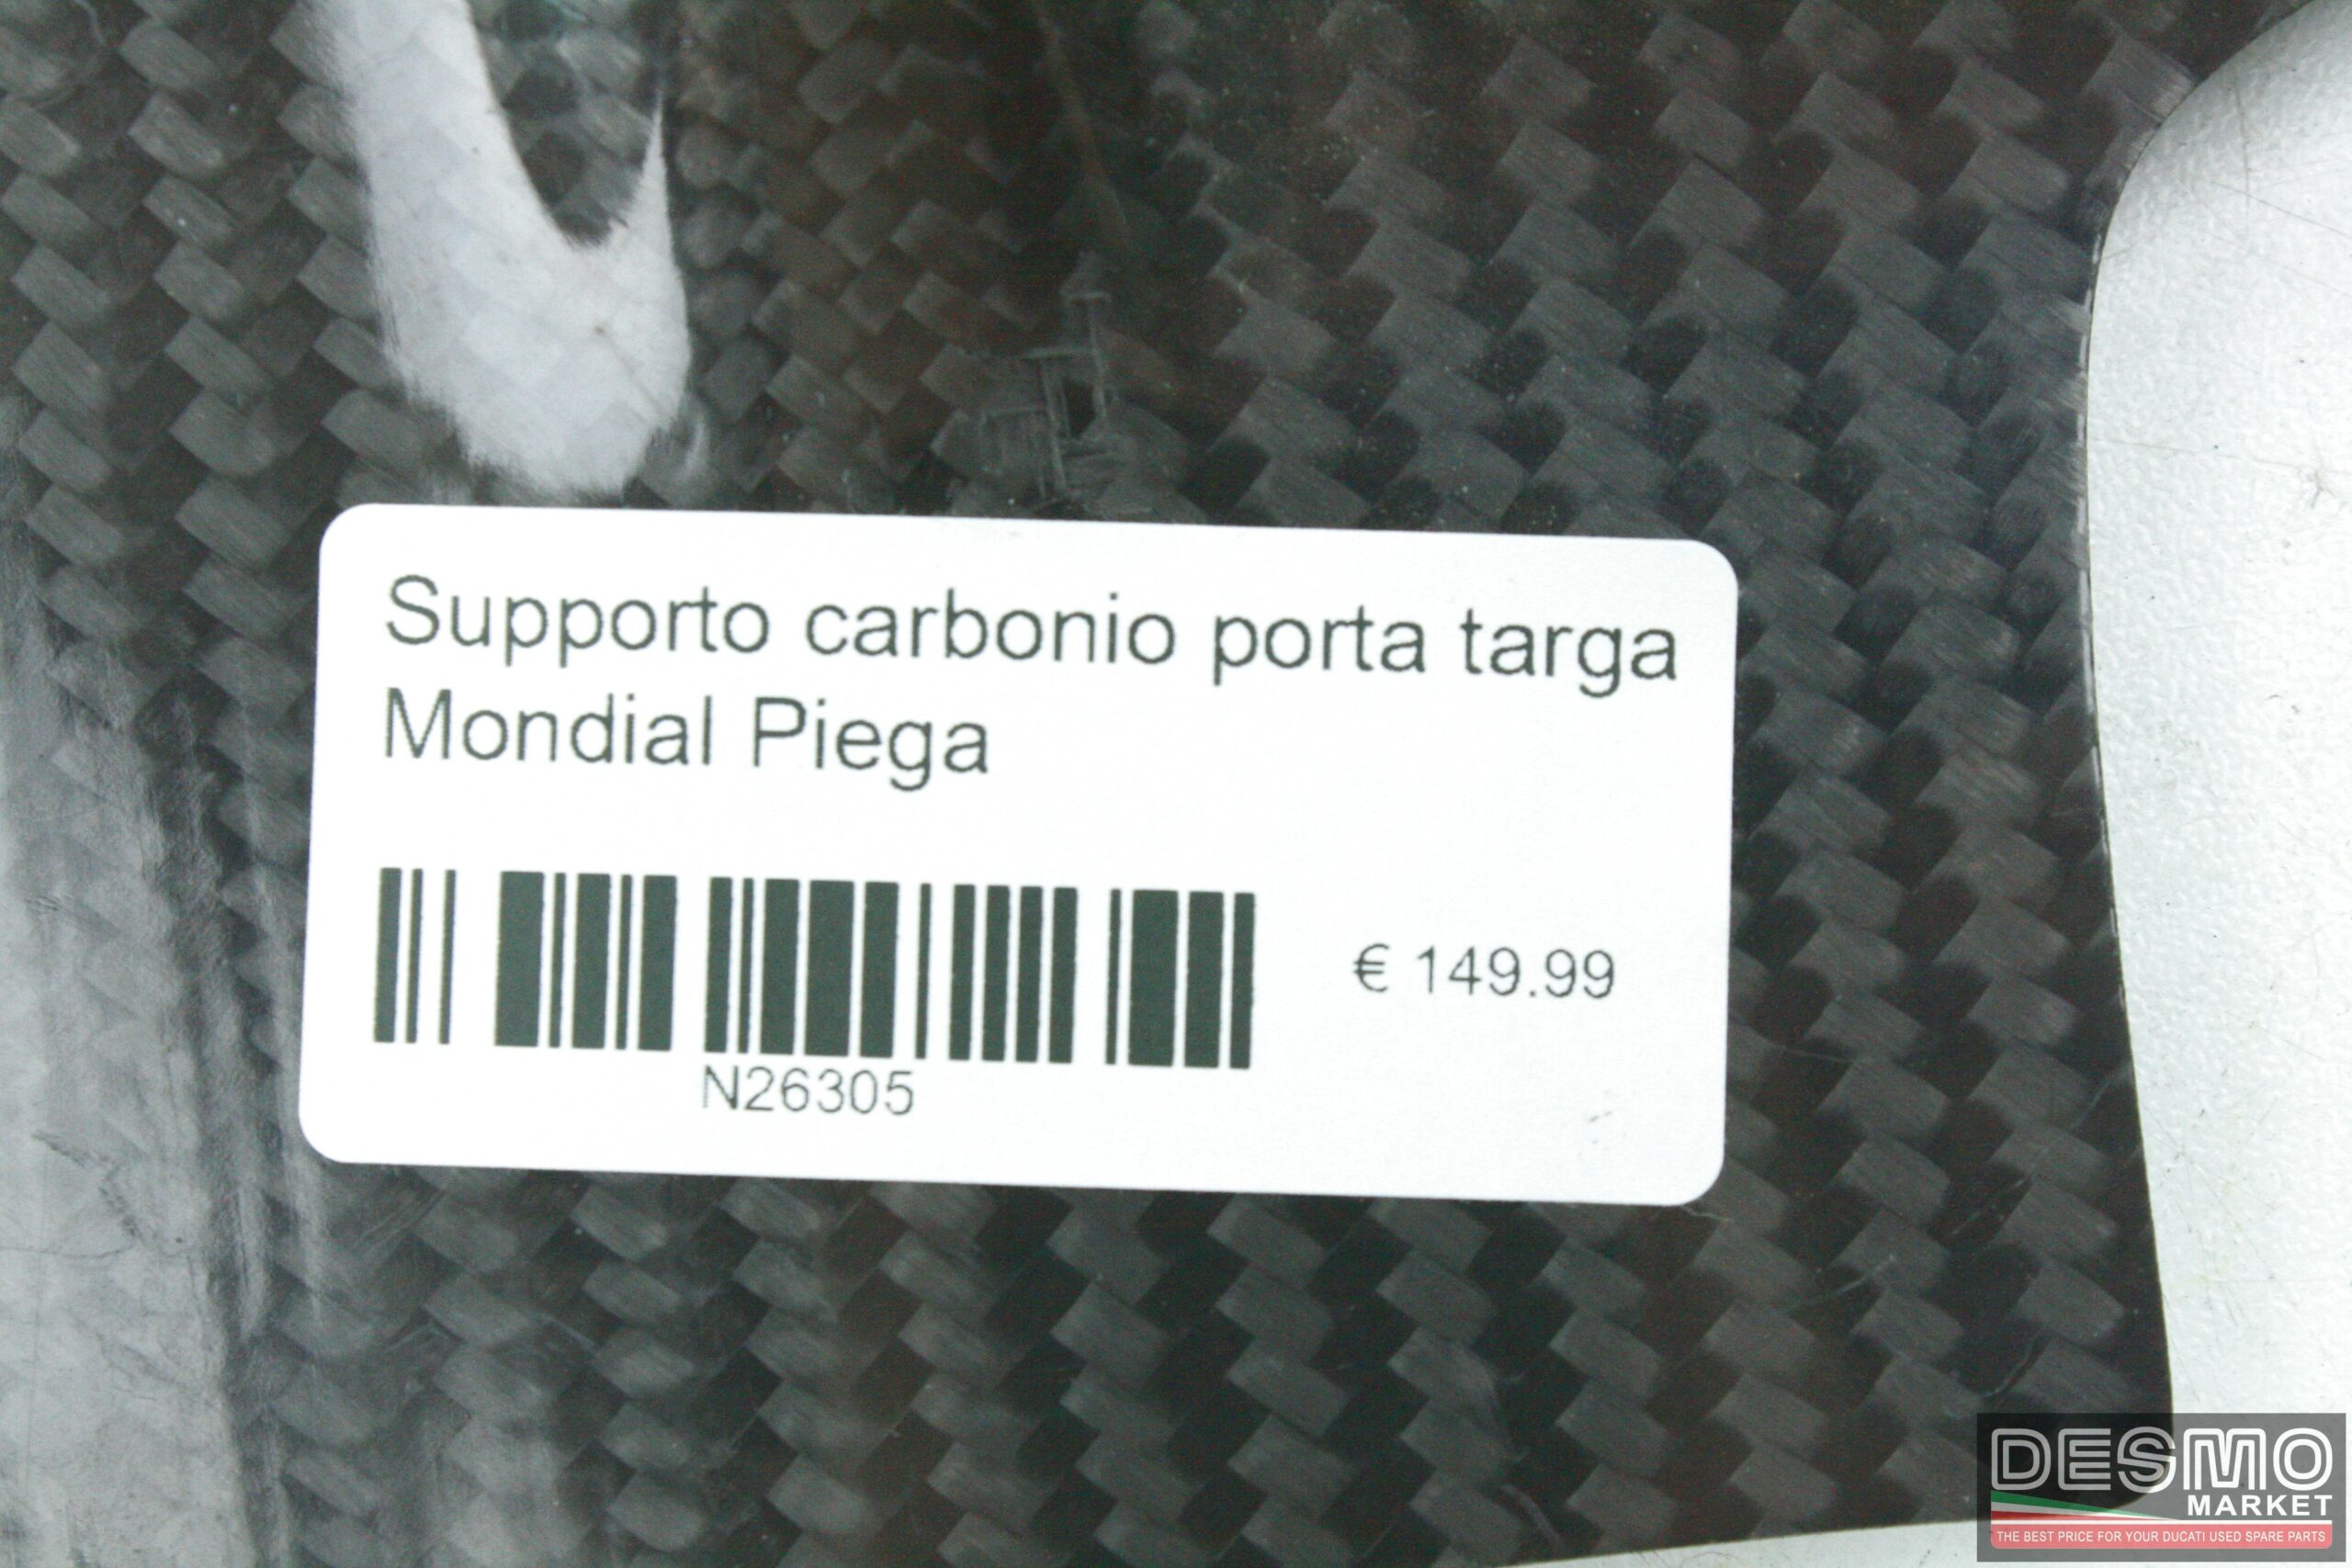 Supporto carbonio porta targa
Mondial Piega
€ 149.99
N26305
DESMO
MARKET
THE BEST PRICE FOR YOUR DUCATI USED SPARE PARTS